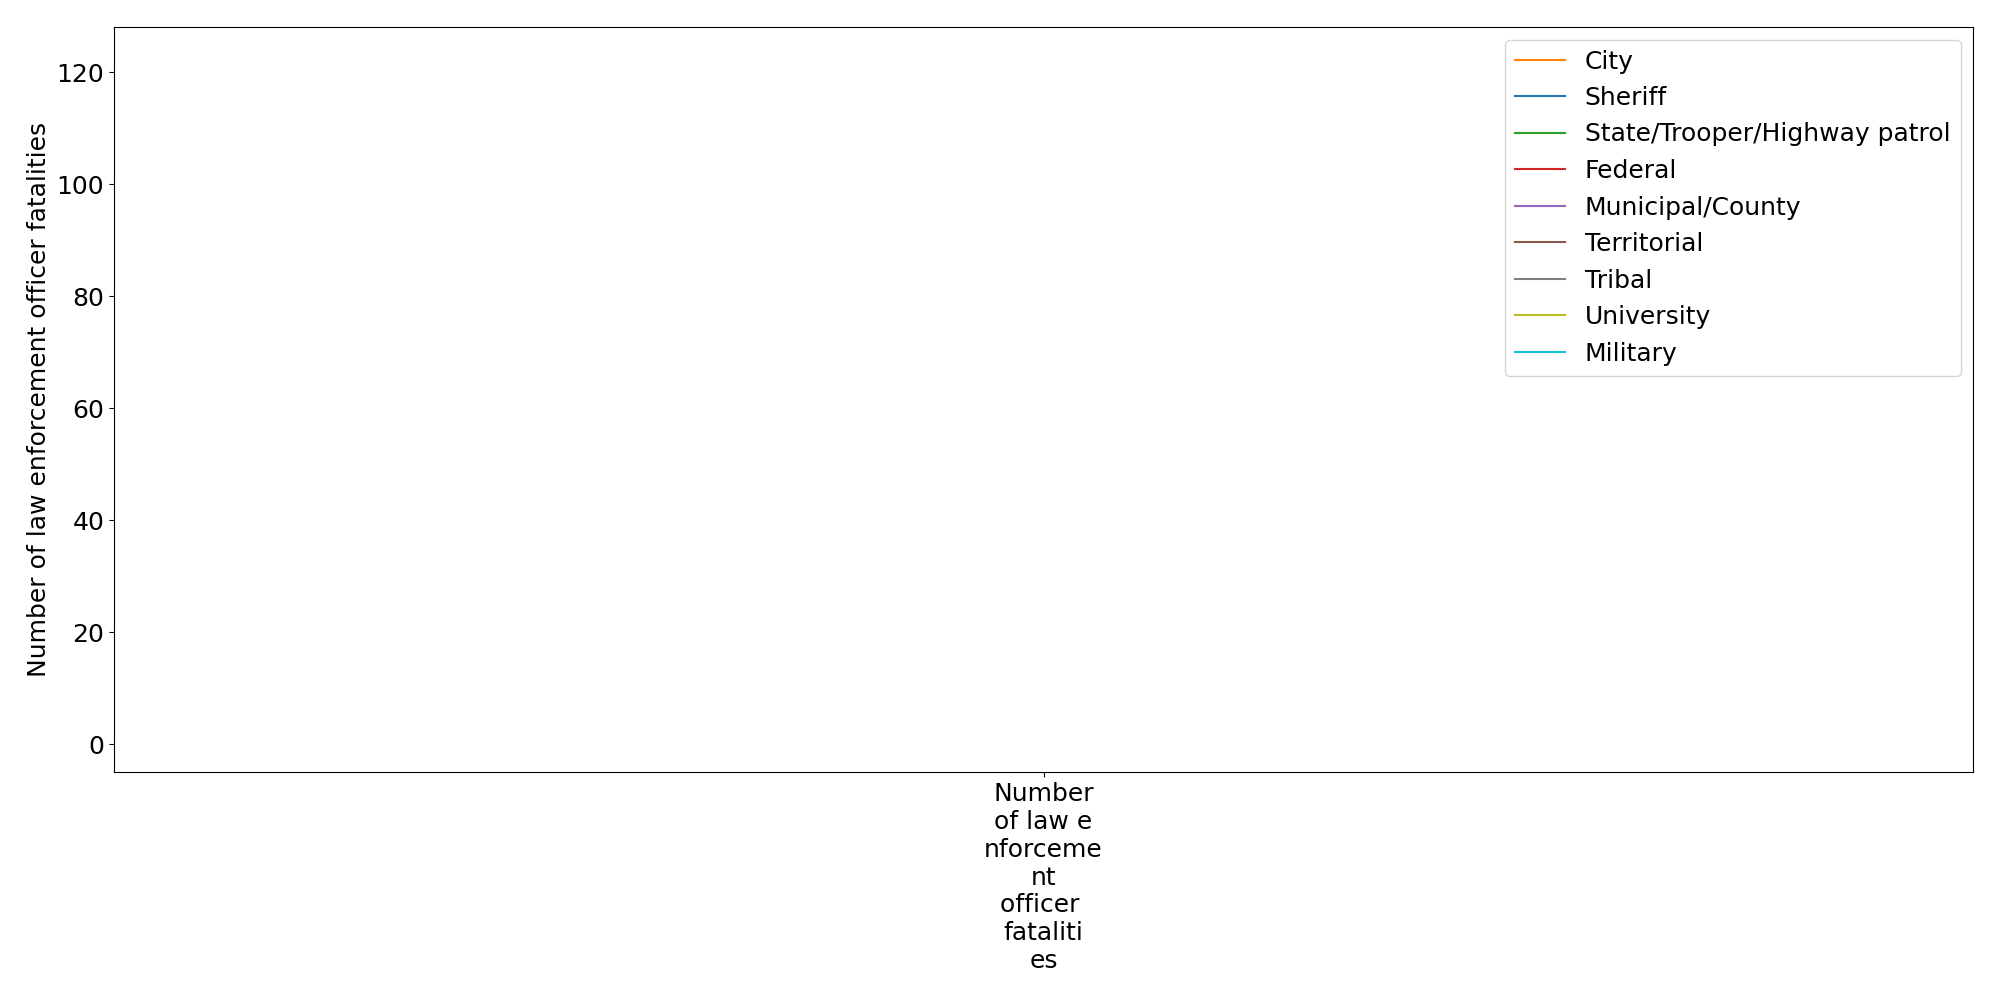 Number of law enforcement officer fatalities
120
100
80
60
40
20
0
City
Sheriff
State/Trooper/Highway patrol
Federal
Municipal/County
Territorial
Tribal
University
Military
Number
of law e
nforceme
nt
officer
fataliti
es